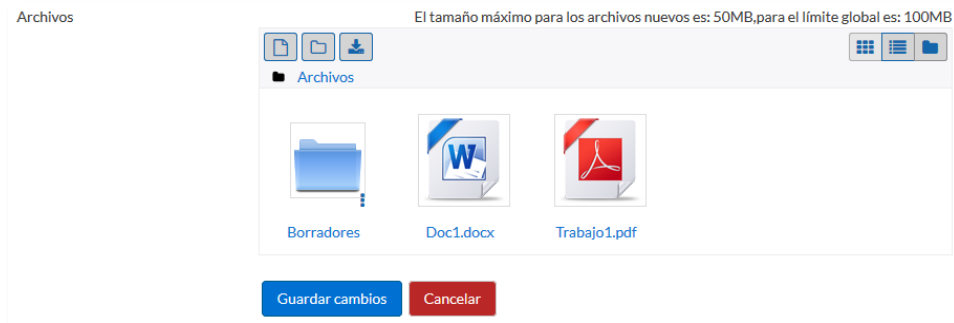 Archivos
El tamaño máximo para los archivos nuevos es: 50MB,para el límite global es: 100MB
Archivos
W
Borradores
Doc1.docx
Trabajo1.pdf
Guardar cambios
Cancelar